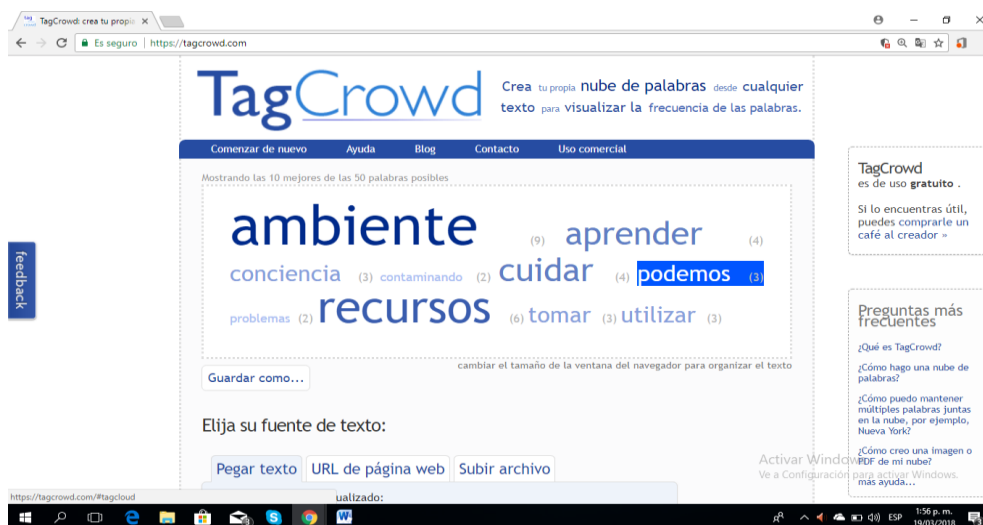 TagCrowd: crea tu propia
Es seguro | https://tagcrowd.com
TagCrowd
Crea tu propia nube de palabras desde cualquier
texto para visualizar la frecuencia de las palabras.
Comenzar de nuevo Ayuda Blog Contacto Uso comercial
Mostrando las 10 mejores de las 50 palabras posibles
ambiente (9) aprender (4)
conciencia (3) contaminando (2) cuidar (4) podemos (3)
problemas (2) recursos (6) tomar (3) utilizar (3)
cambiar el tamaño de la ventana del navegador para organizar el texto
Guardar como...
Elija su fuente de texto:
Pegar texto URL de página web Subir archivo
ualizado:
feedback
TagCrowd
es de uso gratuito .
Si lo encuentras útil,
puedes comprarle un
café al creador »
Preguntas más
frecuentes
¿Qué es TagCrowd?
¿Cómo hago una nube de
palabras?
¿Cómo puedo mantener
múltiples palabras juntas
en la nube, por ejemplo,
Nueva York?
¿Cómo creo una imagen o
PDF de mi nube?
más ayuda...
Activar Windows
Ve a Configuración para activar Windows.
https://tagcrowd.com/#tagcloud
ESP
1:56 p. m.
19/03/2018